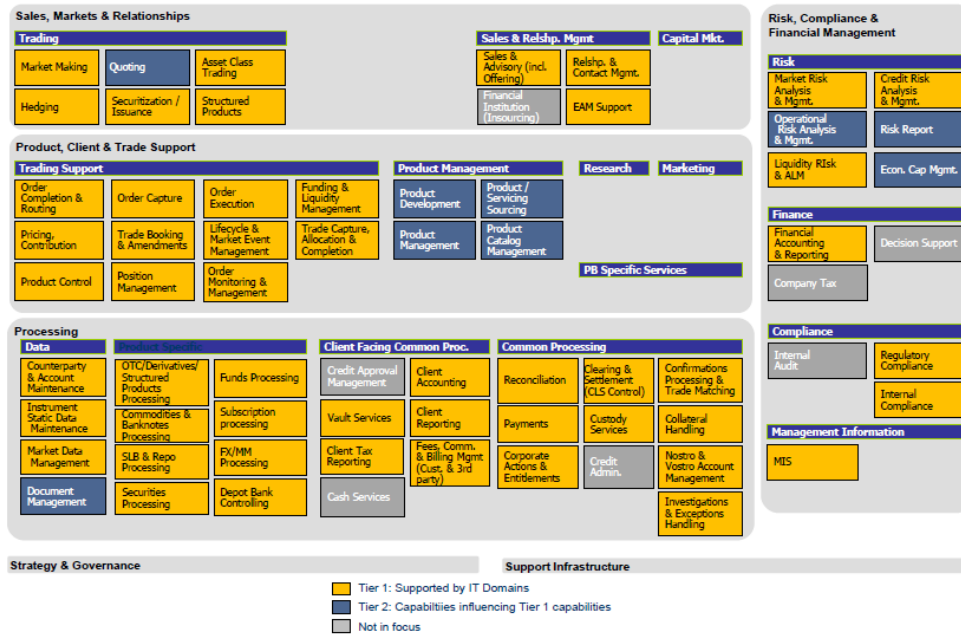 Sales, Markets & Relationships
Trading
Market Making
Quoting
Asset Class
Trading
Hedging
Securitization /
Issuance
Structured
Products
Sales & Relshp. Mgmt
Sales &
Advisory (incl.
Offering)
Relshp. &
Contact Mgmt.
Financial
Institution
(Insourcing)
EAM Support
Capital Mkt.
Product, Client & Trade Support
Trading Support
Order
Completion &
Routing
Order Capture
Order
Execution
Funding &
Liquidity
Management
Pricing,
Contribution
Trade Booking
& Amendments
Lifecycle &
Market Event
Management
Trade Capture,
Allocation &
Completion
Product Control
Position
Management
Order
Monitoring &
Management
Product Management
Product
Development
Product /
Servicing
Sourcing
Product
Management
Product
Catalog
Management
Research
Marketing
PB Specific Services
Processing
Data
Counterparty
& Account
Maintenance
Instrument
Static Data
Maintenance
Market Data
Management
Document
Management
Product Specific
OTC/Derivatives/
Structured
Products
Processing
Funds Processing
Commodities &
Banknotes
Processing
Subscription
processing
SLB & Repo
Processing
FX/MM
Processing
Securities
Processing
Depot Bank
Controlling
Client Facing Common Proc.
Credit Approval
Management
Client
Accounting
Vault Services
Client
Reporting
Client Tax
Reporting
Fees, Comm.
& Billing Mgmt
(Cust, & 3rd
party)
Cash Services
Common Processing
Reconciliation
Clearing &
Settlement
(CLS Control)
Confirmations
Processing &
Trade Matching
Payments
Custody
Services
Collateral
Handling
Corporate
Actions &
Entitlements
Credit
Admin.
Nostro &
Vostro Account
Management
Investigations
& Exceptions
Handling
Risk, Compliance &
Financial Management
Risk
Market Risk
Analysis
& Mgmt.
Credit Risk
Analysis
& Mgmt.
Operational
Risk Analysis
& Mgmt.
Risk Report
Liquidity RIsk
& ALM
Econ. Cap Mgmt.
Finance
Financial
Accounting
& Reporting
Decision Support
Company Tax
Compliance
Internal
Audit
Regulatory
Compliance
Internal
Compliance
Management Information
MIS
Strategy & Governance
Support Infrastructure
Tier 1: Supported by IT Domains
Tier 2: Capabiltiies influencing Tier 1 capabilities
Not in focus